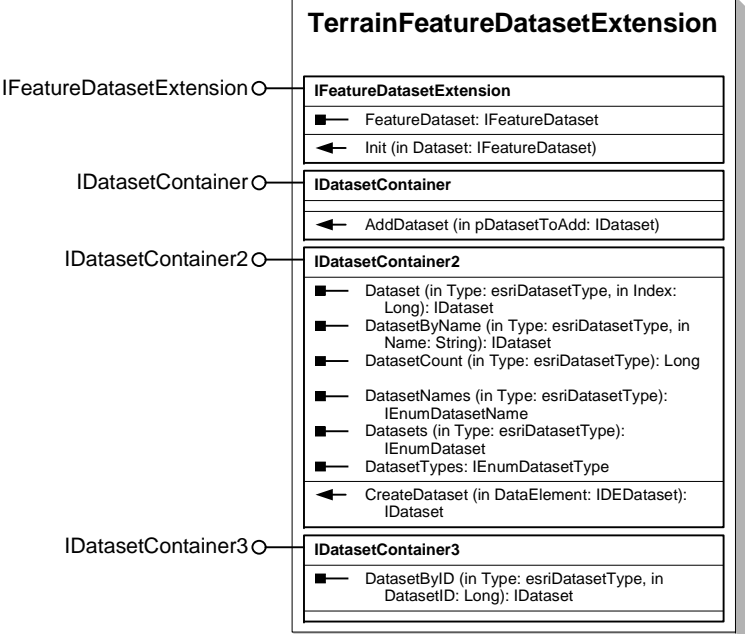 TerrainFeatureDatasetExtension
IFeatureDatasetExtension
IFeatureDatasetExtension
FeatureDataset: IFeatureDataset
Init (in Dataset: IFeatureDataset)
IDatasetContainer
IDatasetContainer
AddDataset (in pDatasetToAdd: IDataset)
IDatasetContainer2
IDatasetContainer2
Dataset (in Type: esriDatasetType, in Index:
Long): IDataset
DatasetByName (in Type: esriDatasetType, in
Name: String): IDataset
DatasetCount (in Type: esriDatasetType): Long
DatasetNames (in Type: esriDatasetType):
IEnumDatasetName
Datasets (in Type: esriDatasetType):
IEnumDataset
DatasetTypes: IEnumDatasetType
CreateDataset (in DataElement: IDEDataset):
IDataset
IDatasetContainer3
IDatasetContainer3
DatasetByID (in Type: esriDatasetType, in
DatasetID: Long): IDataset